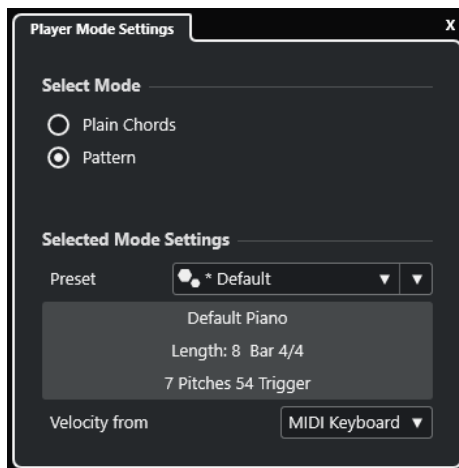 Player Mode Settings X
Select Mode
Plain Chords
Pattern
Selected Mode Settings
Preset * Default
Default Piano
Length: 8 Bar 4/4
7 Pitches 54 Trigger
Velocity from MIDI Keyboard